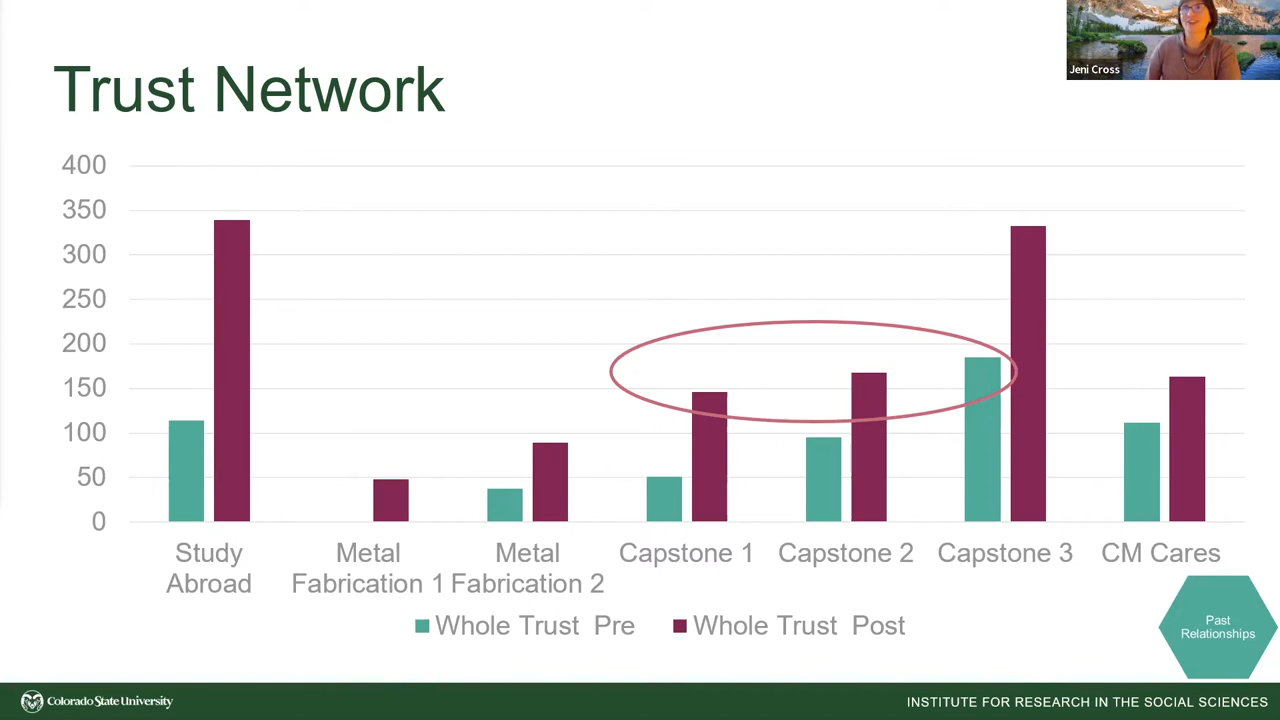 Jeni Cross
Trust Network
400
350
300
250
200
150
100
50
0
Study Abroad
Metal Fabrication 1
Metal Fabrication 2
Capstone 1
Capstone 2
Capstone 3
CM Cares
Whole Trust Pre
Whole Trust Post
Past
Relationships
Colorado State University
INSTITUTE FOR RESEARCH IN THE SOCIAL SCIENCES